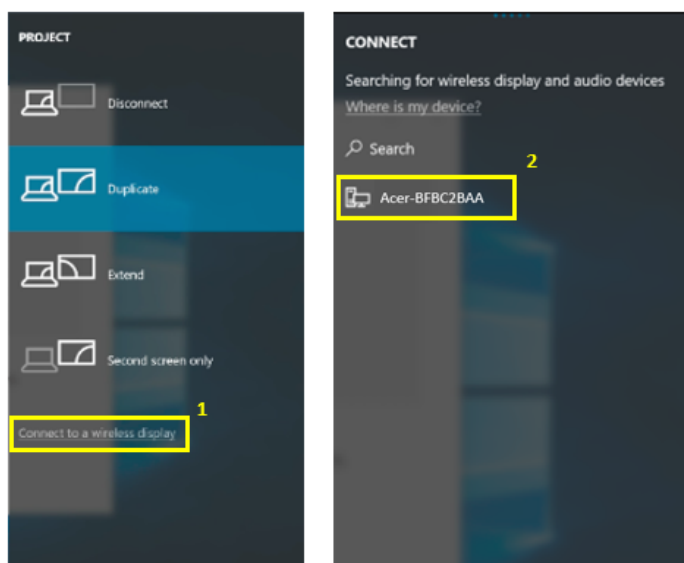 PROJECT
Disconnect
Duplicate
Extend
Second screen only
Connect to a wireless display
1
CONNECT
Searching for wireless display and audio devices
Where is my device?
Search
2
Acer-BFBC2BAA